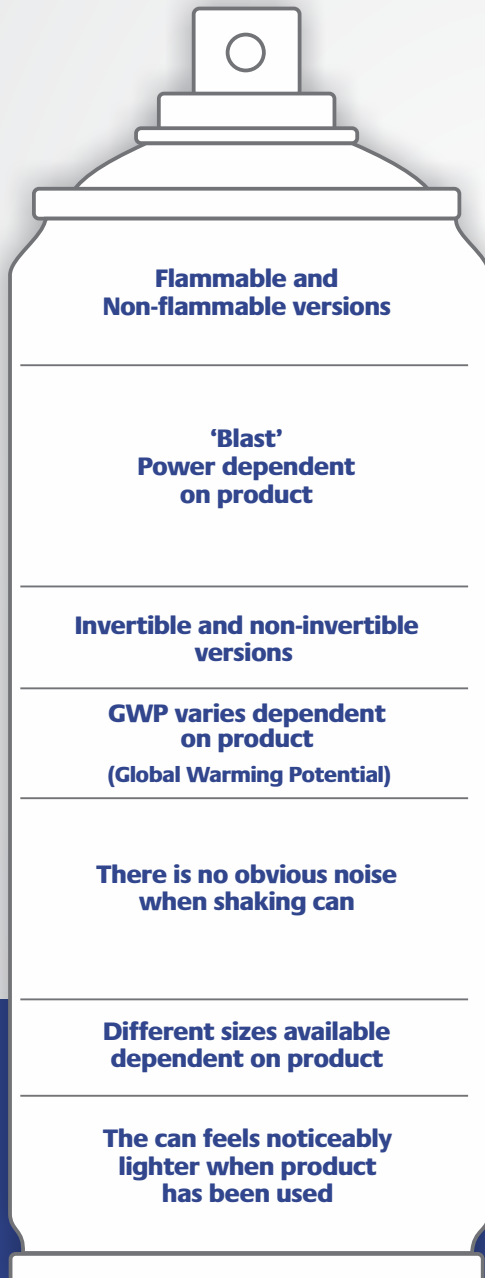 Flammable and
Non-flammable versions
‘Blast’
Power dependent
on product
Invertible and non-invertible
versions
GWP varies dependent
on product
(Global Warming Potential)
There is no obvious noise
when shaking can
Different sizes available
dependent on product
The can feels noticeably
lighter when product
has been used